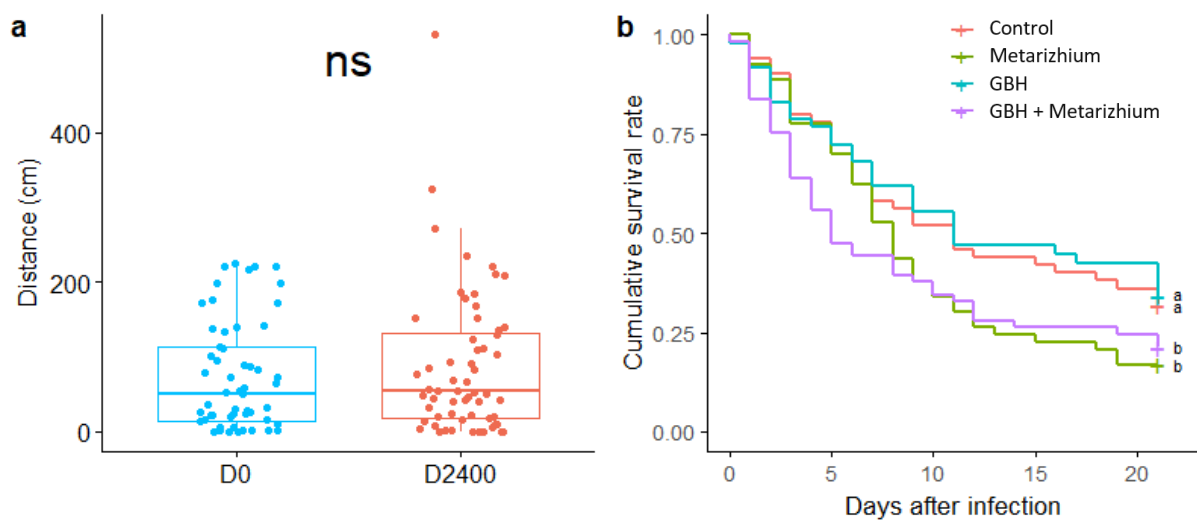 a
ns
Distance (cm)
400
200
0
D0
D2400
b
Control
Metarizhium
GBH
GBH + Metarizhium
Cumulative survival rate
1.00
0.75
0.50
0.25
0.00
a
a
b
b
0 5 10 15 20
Days after infection